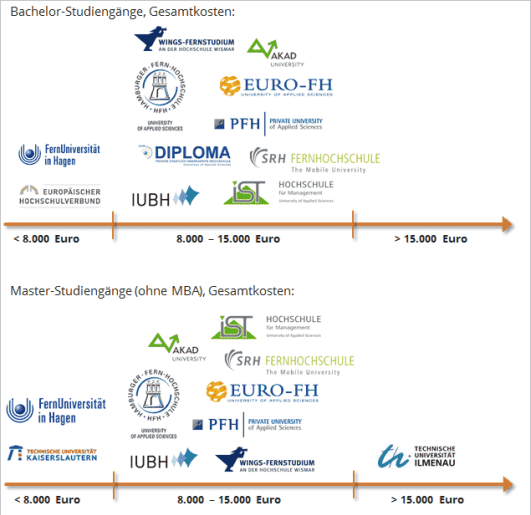 Bachelor-Studiengänge, Gesamtkosten:
WINGS-FERNSTUDIUM
AN DER HOCHSCHULE WISMAR
AKAD
UNIVERSITY
HAMBURGER FERN-HOCHSCHULE
HFH
UNIVERSITY
OF APPLIED SCIENCES
EURO-FH
UNIVERSITY OF APPLIED SCIENCES
PFH
PRIVATE UNIVERSITY
of Applied Sciences
FernUniversität
in Hagen
DIPLOMA
SRH FERNHOCHSCHULE
The Mobile University
EUROPÄISCHER
HOCHSCHULVERBUND
IUBH
iST
HOCHSCHULE
für Management
University of Applied Sciences
< 8.000 Euro
8.000 – 15.000 Euro
> 15.000 Euro
Master-Studiengänge (ohne MBA), Gesamtkosten:
iST
HOCHSCHULE
für Management
University of Applied Sciences
AKAD
UNIVERSITY
SRH FERNHOCHSCHULE
The Mobile University
HAMBURGER FERN-HOCHSCHULE
HFH
UNIVERSITY
OF APPLIED SCIENCES
EURO-FH
UNIVERSITY OF APPLIED SCIENCES
FernUniversität
in Hagen
PFH
PRIVATE UNIVERSITY
of Applied Sciences
TECHNISCHE UNIVERSITÄT
KAISERSLAUTERN
IUBH
WINGS-FERNSTUDIUM
AN DER HOCHSCHULE WISMAR
th
TECHNISCHE
UNIVERSITÄT
ILMENAU
< 8.000 Euro
8.000 – 15.000 Euro
> 15.000 Euro